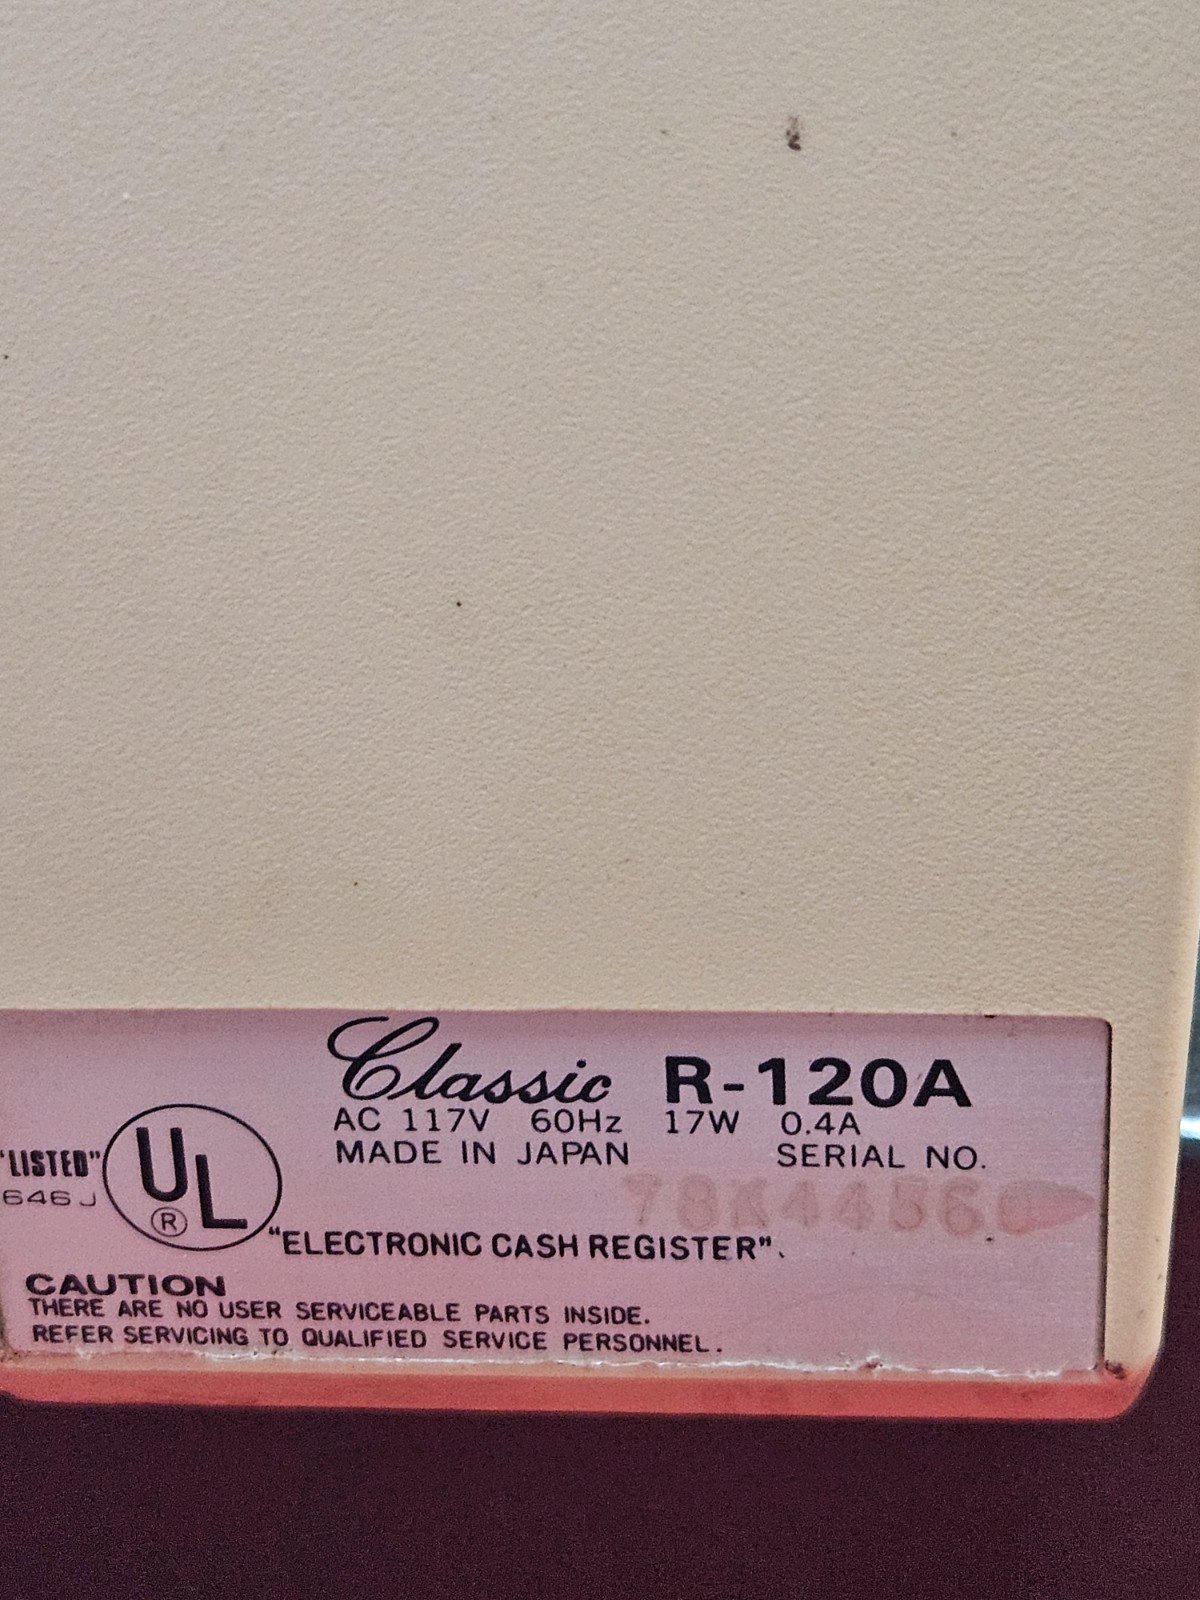 Classic R-120A
AC 117V 60Hz 17W 0.4A
MADE IN JAPAN SERIAL NO.
"LISTED" UL ®
646J
"ELECTRONIC CASH REGISTER".
CAUTION
THERE ARE NO USER SERVICEABLE PARTS INSIDE.
REFER SERVICING TO QUALIFIED SERVICE PERSONNEL.